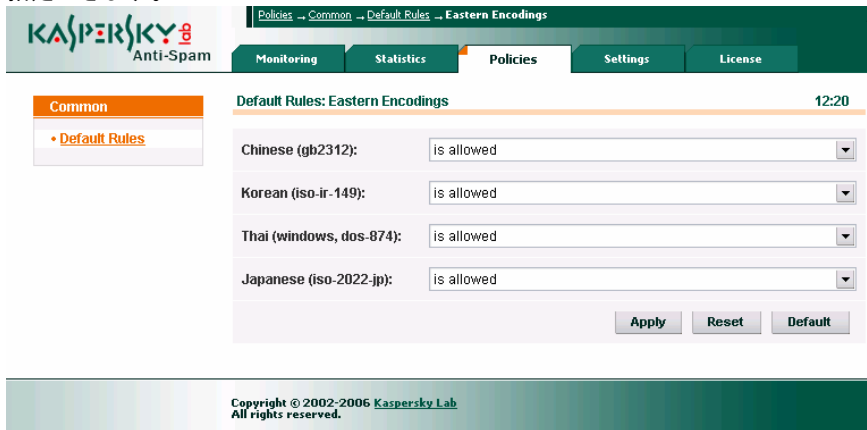 Policies → Common → Default Rules → Eastern Encodings
KASPERSKY lab
Anti-Spam
Monitoring Statistics Policies Settings License
Common
• Default Rules
Default Rules: Eastern Encodings 12:20
Chinese (gb2312): is allowed
Korean (iso-ir-149): is allowed
Thai (windows, dos-874): is allowed
Japanese (iso-2022-jp): is allowed
Apply Reset Default
Copyright © 2002-2006 Kaspersky Lab
All rights reserved.